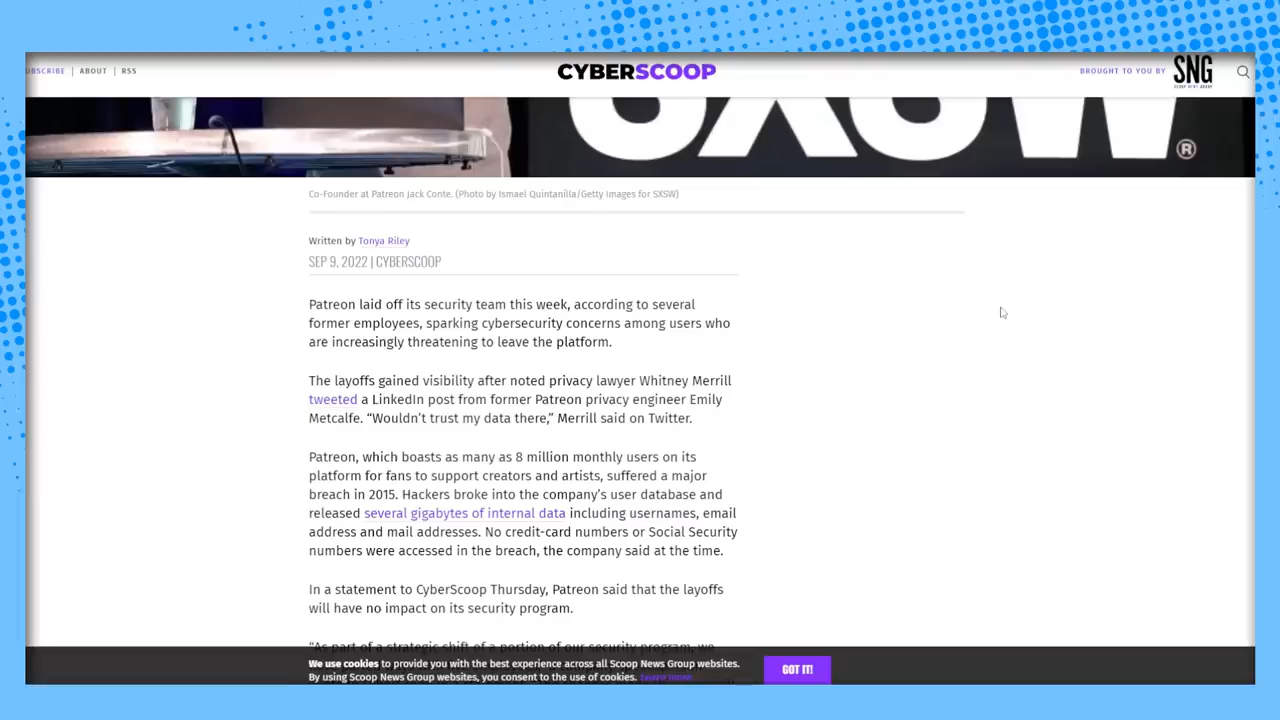 UBSCRIBE | ABOUT | RSS
CYBERSCOOP
BROUGHT TO YOU BY SNG
SXSW ®
Co-Founder at Patreon Jack Conte. (Photo by Ismael Quintanilla/Getty Images for SXSW)
Written by Tonya Riley
SEP 9, 2022 | CYBERSCOOP
Patreon laid off its security team this week, according to several
former employees, sparking cybersecurity concerns among users who
are increasingly threatening to leave the platform.
The layoffs gained visibility after noted privacy lawyer Whitney Merrill
tweeted a LinkedIn post from former Patreon privacy engineer Emily
Metcalfe. “Wouldn’t trust my data there,” Merrill said on Twitter.
Patreon, which boasts as many as 8 million monthly users on its
platform for fans to support creators and artists, suffered a major
breach in 2015. Hackers broke into the company’s user database and
released several gigabytes of internal data including usernames, email
address and mail addresses. No credit-card numbers or Social Security
numbers were accessed in the breach, the company said at the time.
In a statement to CyberScoop Thursday, Patreon said that the layoffs
will have no impact on its security program.
“As part of a strategic shift of a portion of our security program, we
We use cookies to provide you with the best experience across all Scoop News Group websites.
By using Scoop News Group websites, you consent to the use of cookies. Learn more
GOT IT!